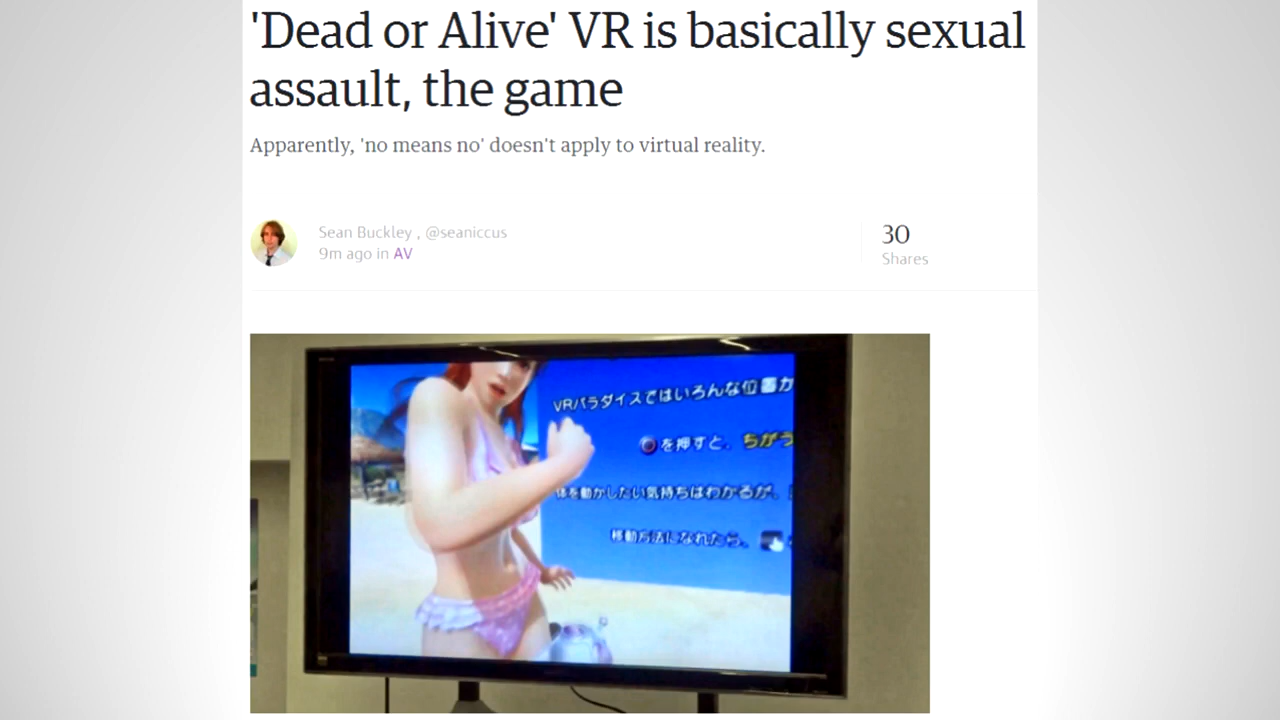 'Dead or Alive' VR is basically sexual
assault, the game
Apparently, 'no means no' doesn't apply to virtual reality.
Sean Buckley , @seaniccus
9m ago in AV
30
Shares
VRパラダイスではいろんな位置か
を押すと、ちがう
体を動かしたい気持ちはわかるが、
移動方法になれたら、